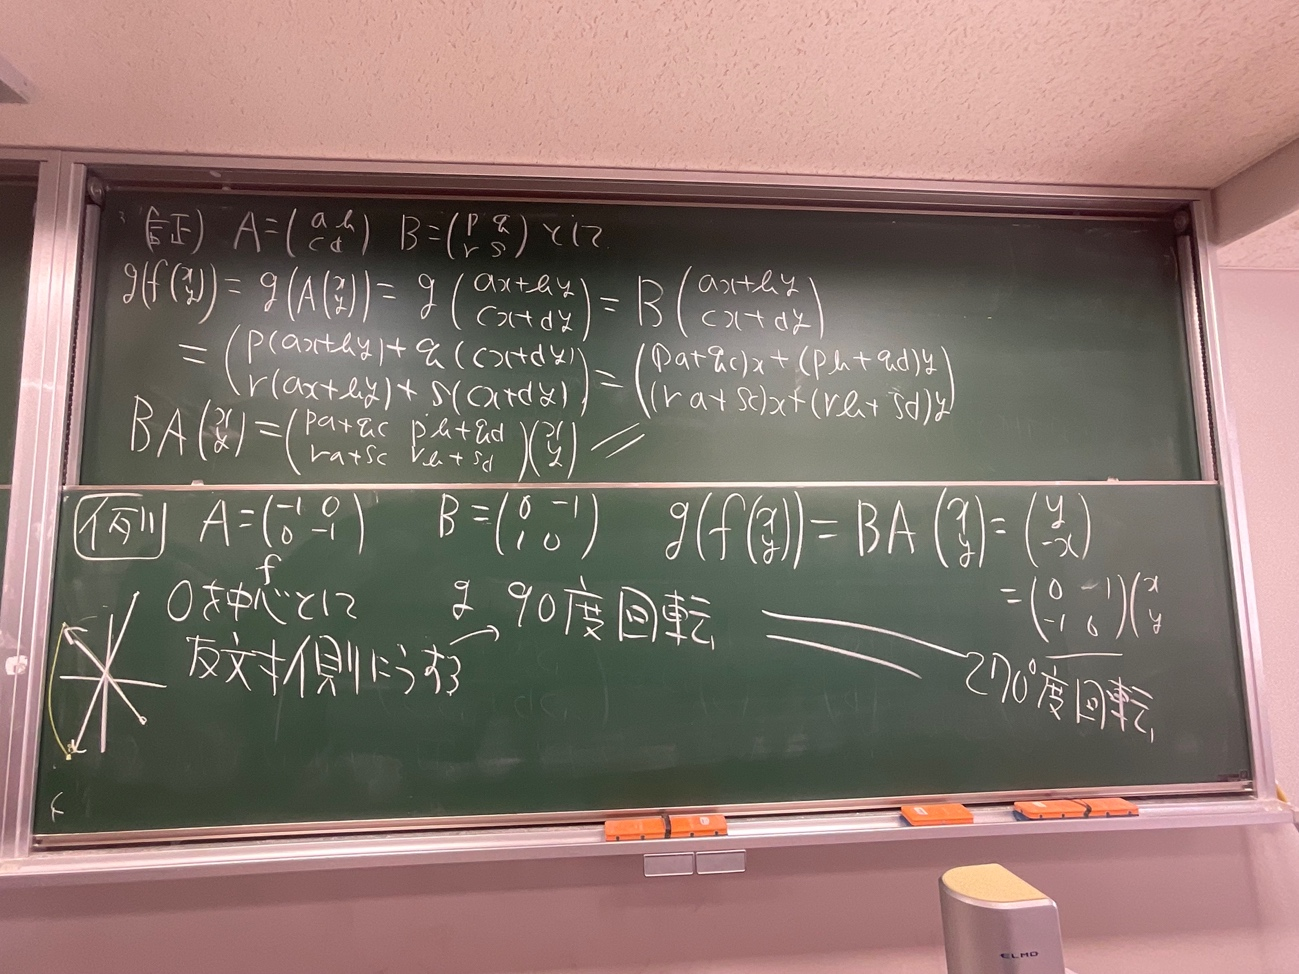 (証) A=(a b
c d) B=(p q
r s) として
g(f(x
y))=g(A(x
y))=g(ax+by
cx+dy)=B(ax+by
cx+dy)
=(p(ax+by)+q(cx+dy)
r(ax+by)+s(cx+dy))=((pa+qc)x+(pb+qd)y
(ra+sc)x+(rb+sd)y)
BA(x
y)=(pa+qc pb+qd
ra+sc rb+sd)(x
y)
例 A=(-1 0
0 -1) B=(0 -1
1 0) g(f(x
y))=BA(x
y)=(y
-x)
=(0 -1
-1 0)(x
y
f
Oを中心として
反対側にうつする
g 90度回転
270°度回転
ELMO